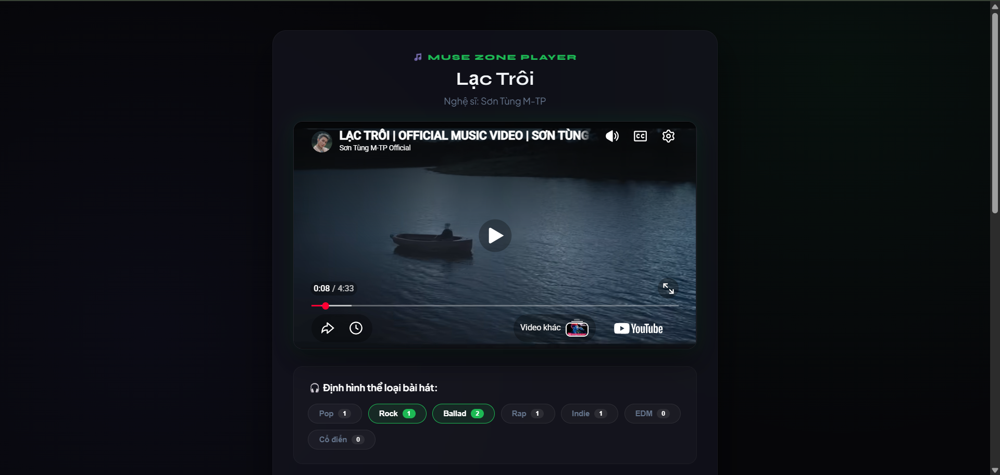 MUSE ZONE PLAYER
Lạc Trôi
Nghệ sĩ: Sơn Tùng M-TP
LẠC TRÔI | OFFICIAL MUSIC VIDEO | SƠN TÙNG
Sơn Tùng M-TP Official
CC
0:08 / 4:33
Video khác
YouTube
Định hình thể loại bài hát:
Pop 1 Rock 1 Ballad 2 Rap 1 Indie 1 EDM 0
Cổ điển 0